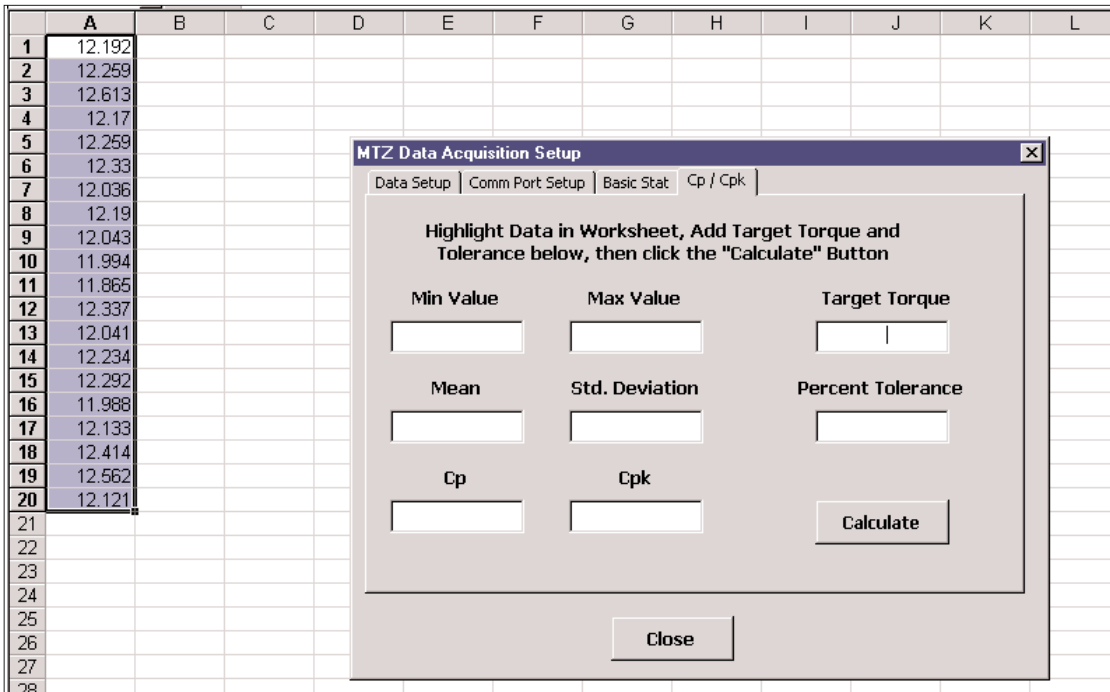 A B C D E F G H I J K L
1 12.192
2 12.259
3 12.613
4 12.17
5 12.259
6 12.33
7 12.036
8 12.19
9 12.043
10 11.994
11 11.865
12 12.337
13 12.041
14 12.234
15 12.292
16 11.988
17 12.133
18 12.414
19 12.562
20 12.121
21
22
23
24
25
26
27
28
MTZ Data Acquisition Setup
Data Setup Comm Port Setup Basic Stat Cp / Cpk
Highlight Data in Worksheet, Add Target Torque and
Tolerance below, then click the "Calculate" Button
Min Value Max Value Target Torque
Mean Std. Deviation Percent Tolerance
Cp Cpk
Calculate
Close